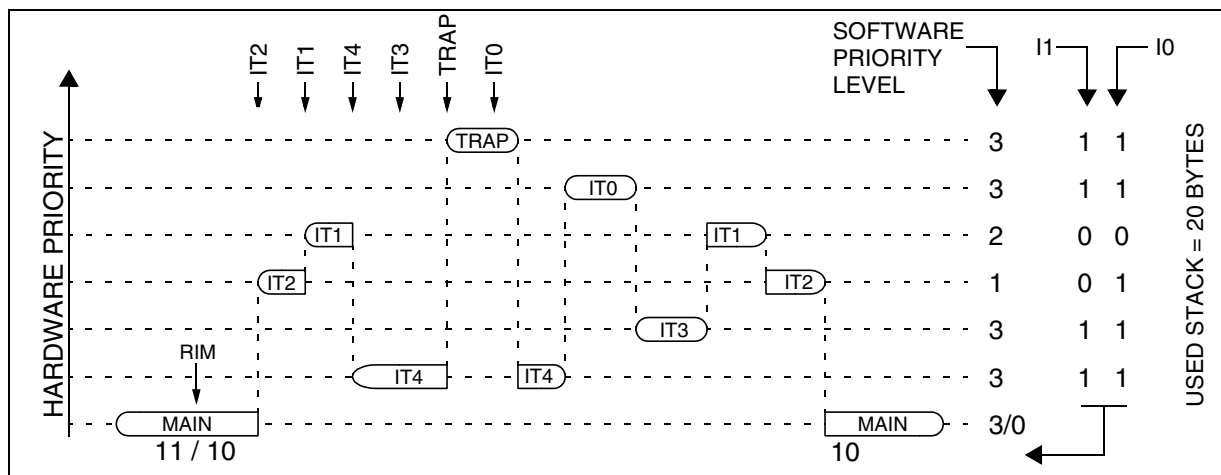 IT2
IT1
IT4
IT3
TRAP
IT0
SOFTWARE
PRIORITY
LEVEL
I1
I0
HARDWARE PRIORITY
USED STACK = 20 BYTES
TRAP
3
1 1
IT0
3
1 1
IT1
IT1
2
0 0
IT2
IT2
1
0 1
IT3
3
1 1
RIM
IT4
IT4
3
1 1
MAIN
MAIN
3/0
11 / 10
10